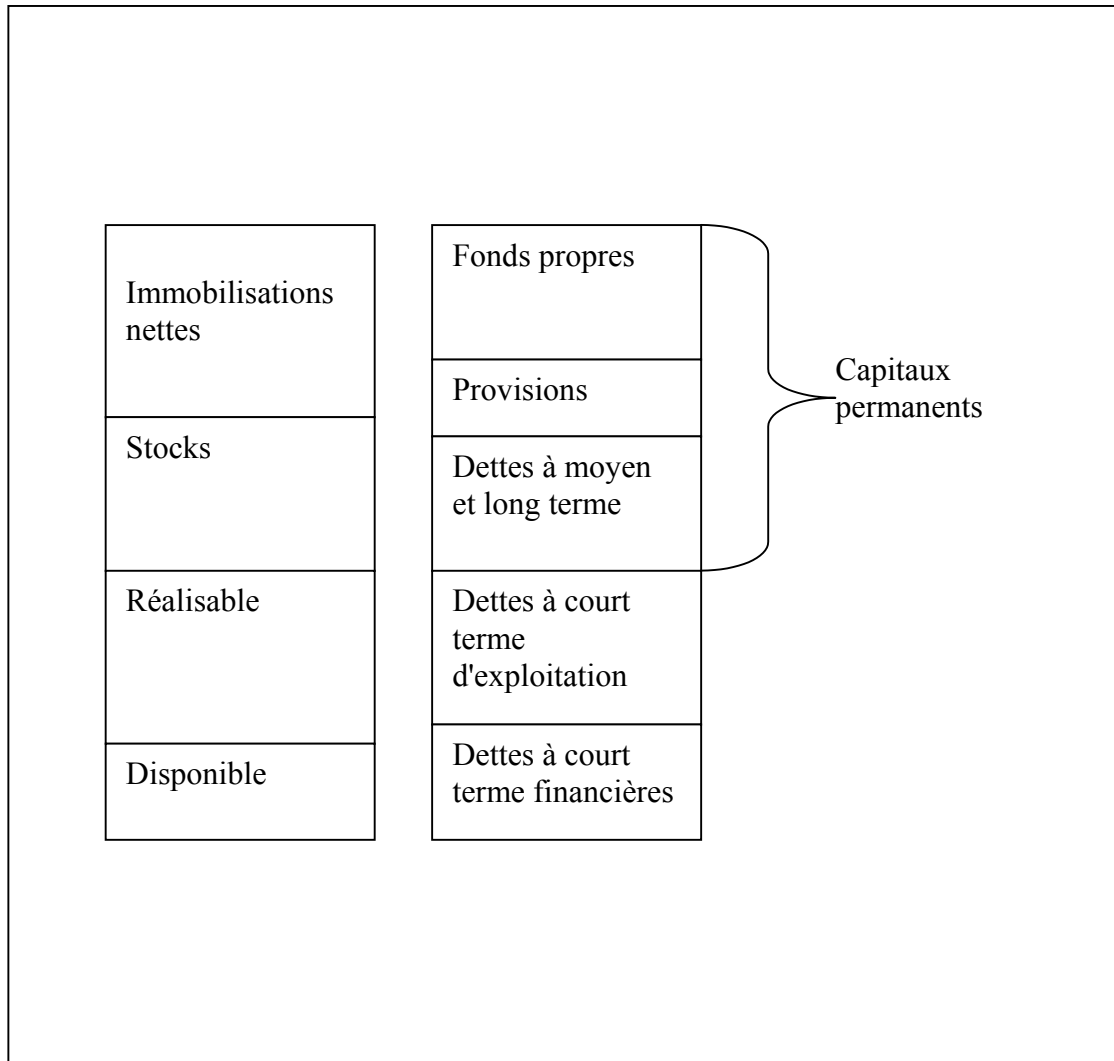 Immobilisations
nettes
Stocks
Réalisable
Disponible
Fonds propres
Provisions
Dettes à moyen
et long terme
Dettes à court
terme
d'exploitation
Dettes à court
terme financières
Capitaux
permanents